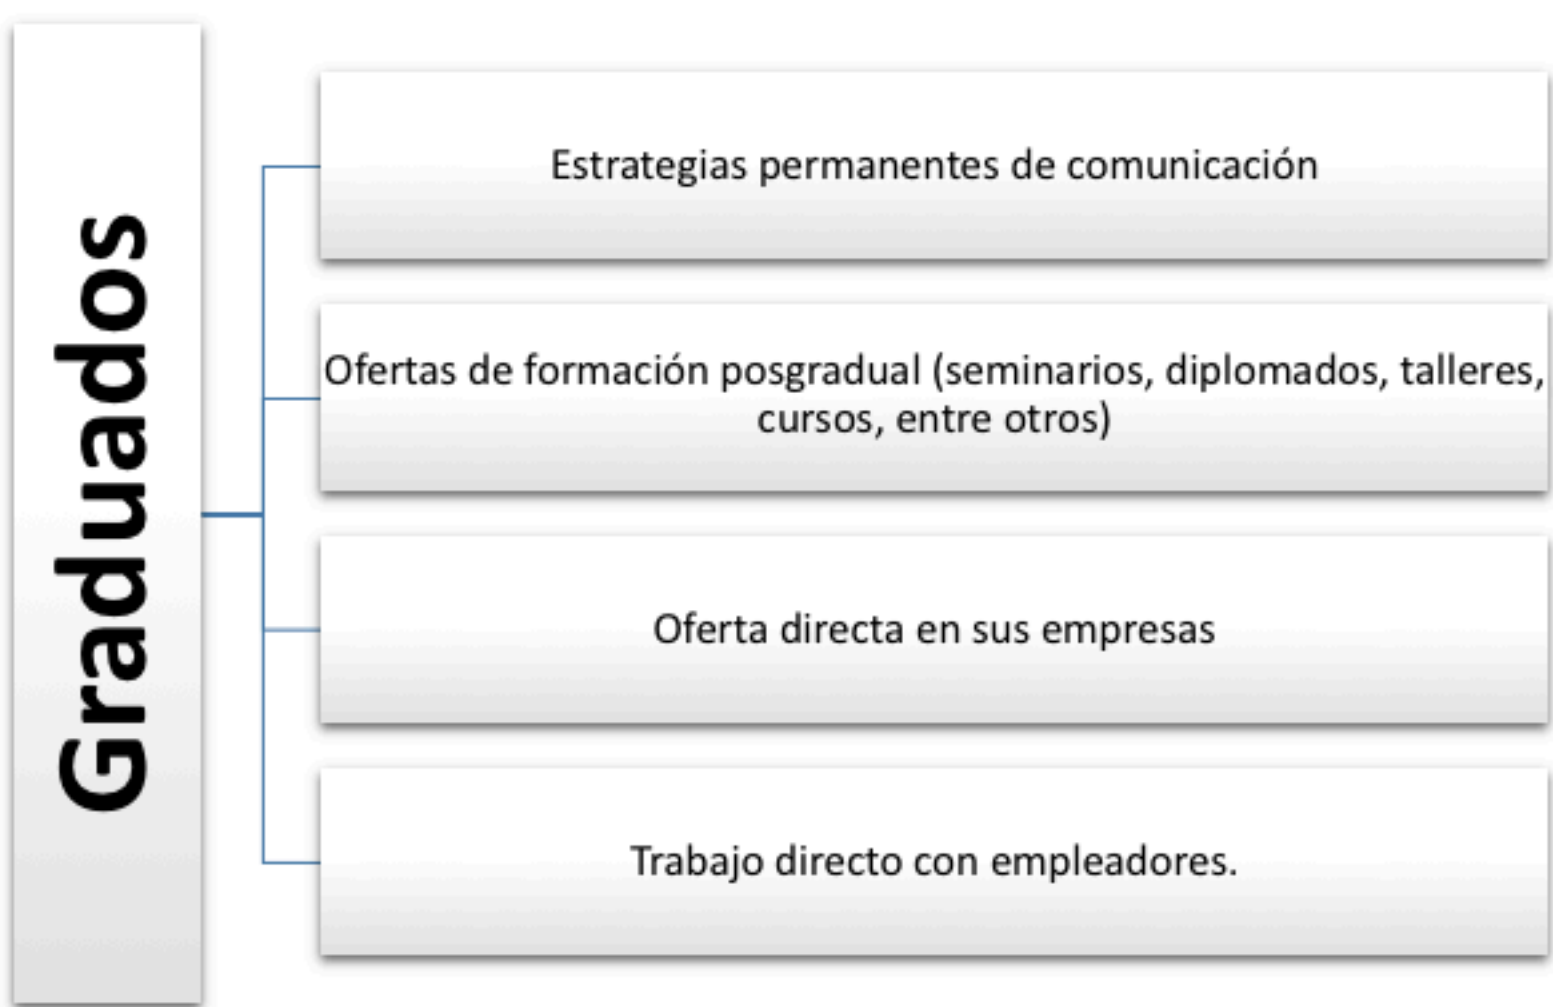 Graduados
Estrategias permanentes de comunicación
Ofertas de formación posgradual (seminarios, diplomados, talleres,
cursos, entre otros)
Oferta directa en sus empresas
Trabajo directo con empleadores.